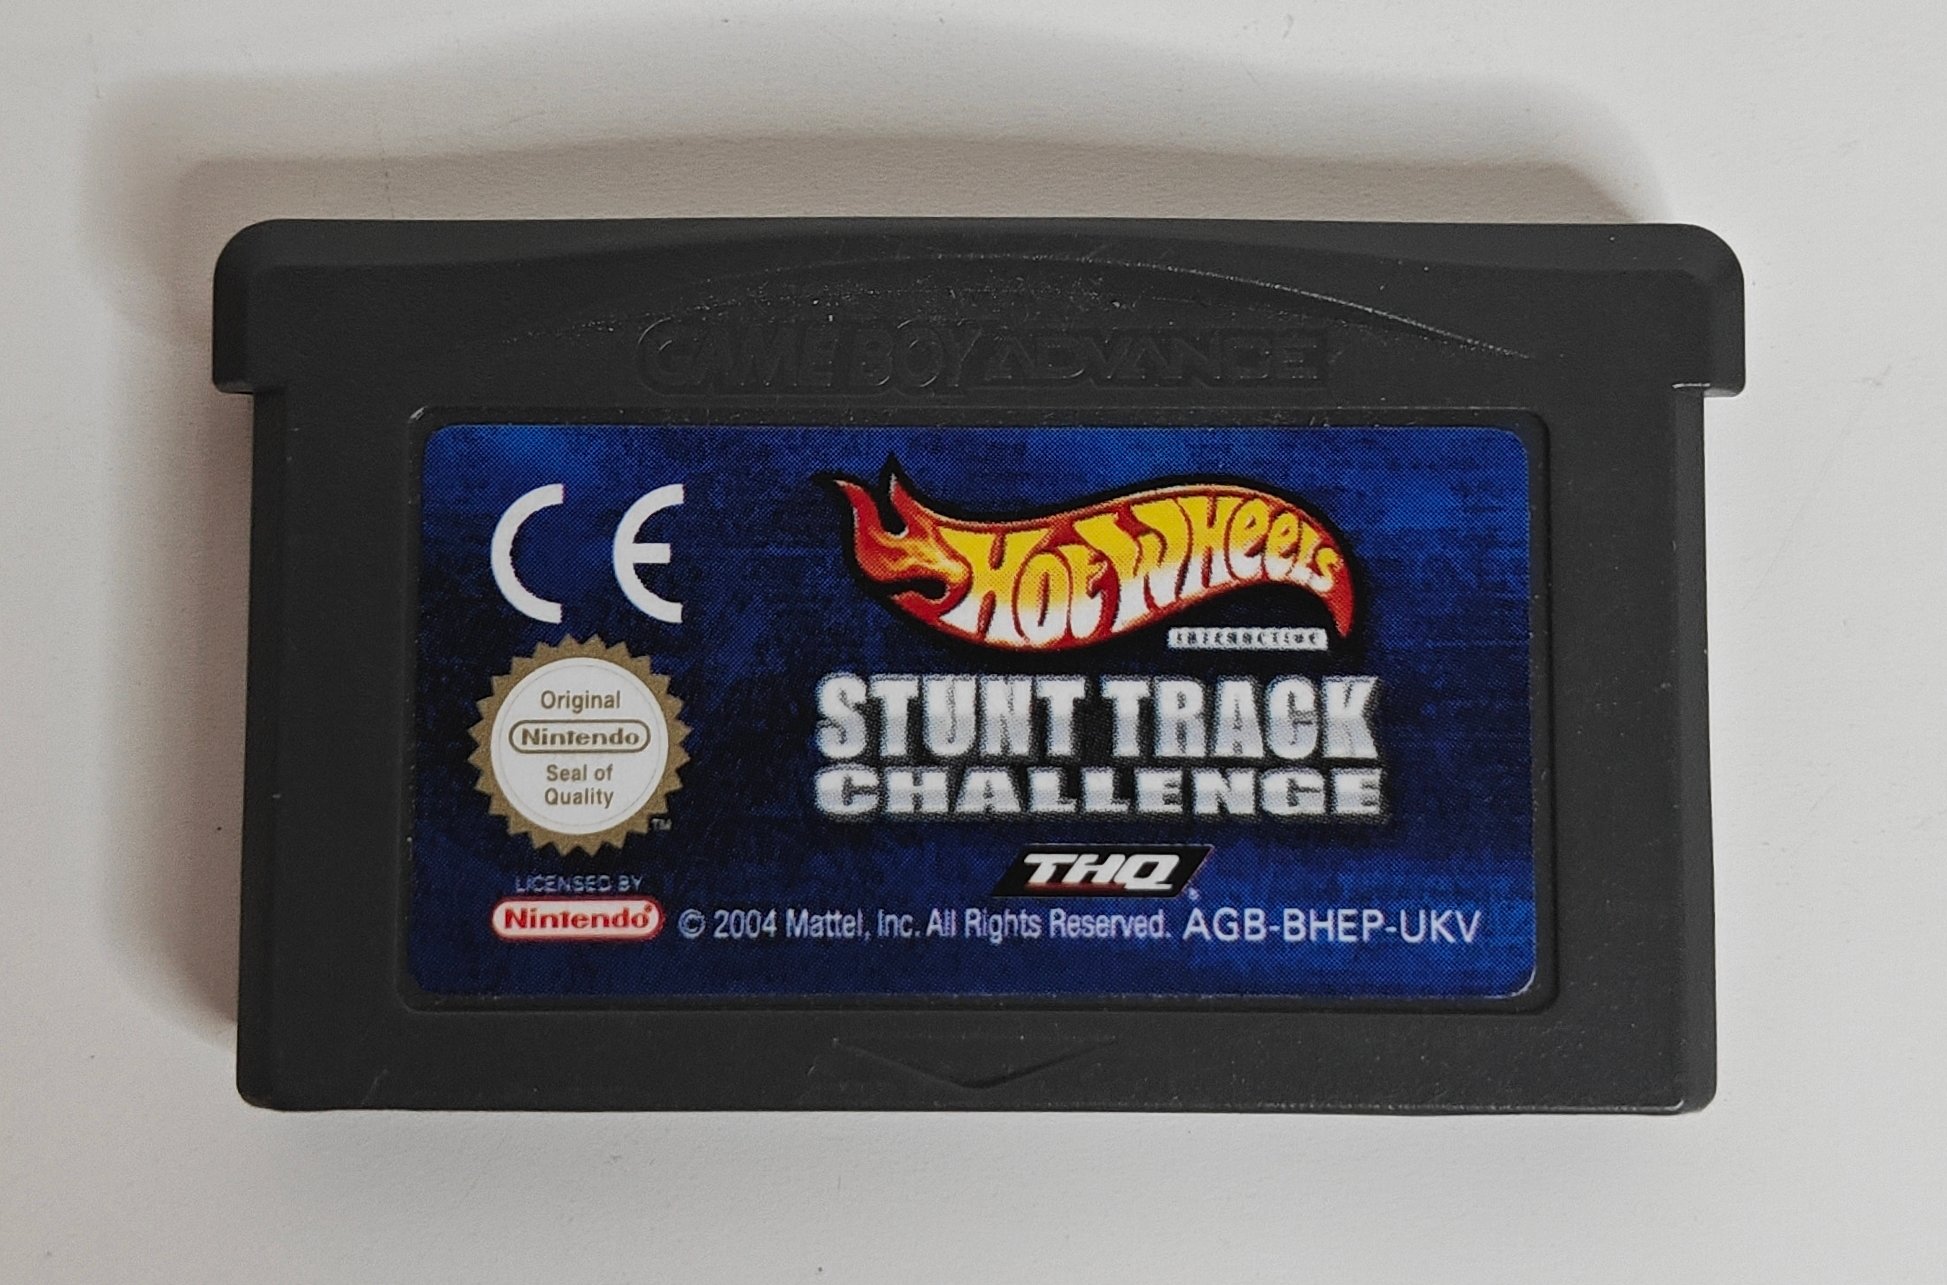 GAME BOY ADVANCE
CE
HOT WHEELS
INTERACTIVE
STUNT TRACK
CHALLENGE
Original
Nintendo
Seal of
Quality
TM
THQ
LICENSED BY
Nintendo® © 2004 Mattel, Inc. All Rights Reserved. AGB-BHEP-UKV